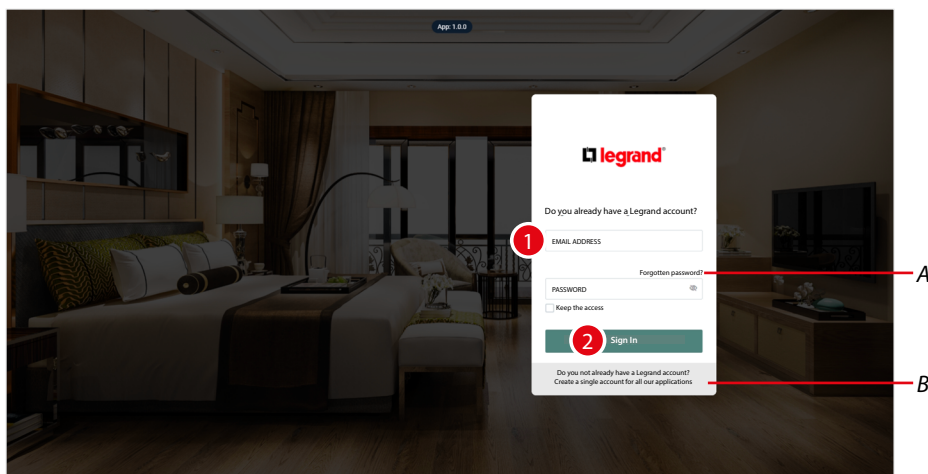 App: 1.0.0
legrand®
Do you already have a Legrand account?
1
EMAIL ADDRESS
Forgotten password?
A
PASSWORD
Keep the access
2
Sign In
Do you not already have a Legrand account?
Create a single account for all our applications
B